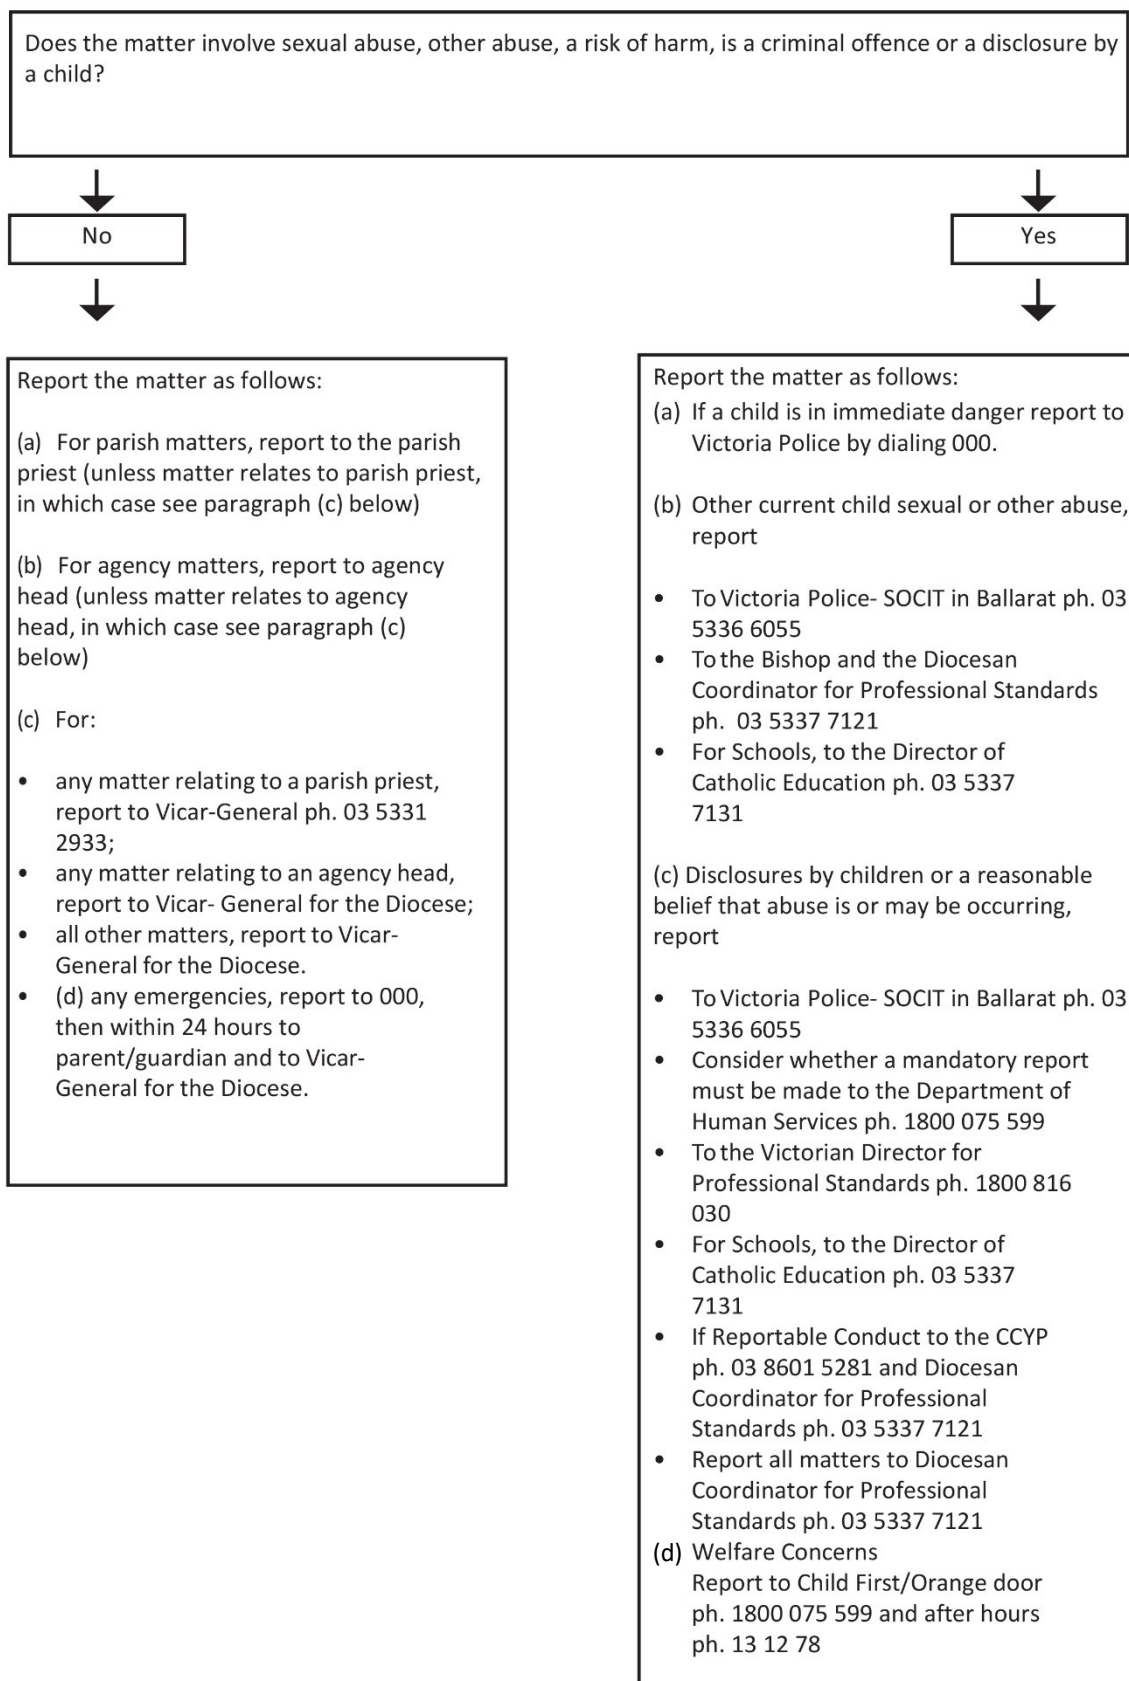 Does the matter involve sexual abuse, other abuse, a risk of harm, is a criminal offence or a disclosure by
a child?
No
Yes
Report the matter as follows:
(a) For parish matters, report to the parish
priest (unless matter relates to parish priest,
in which case see paragraph (c) below)
(b) For agency matters, report to agency
head (unless matter relates to agency
head, in which case see paragraph (c)
below)
(c) For:
• any matter relating to a parish priest,
report to Vicar-General ph. 03 5331
2933;
• any matter relating to an agency head,
report to Vicar- General for the Diocese;
• all other matters, report to Vicar-
General for the Diocese.
• (d) any emergencies, report to 000,
then within 24 hours to
parent/guardian and to Vicar-
General for the Diocese.
Report the matter as follows:
(a) If a child is in immediate danger report to
Victoria Police by dialing 000.
(b) Other current child sexual or other abuse,
report
• To Victoria Police- SOCIT in Ballarat ph. 03
5336 6055
• To the Bishop and the Diocesan
Coordinator for Professional Standards
ph. 03 5337 7121
• For Schools, to the Director of
Catholic Education ph. 03 5337
7131
(c) Disclosures by children or a reasonable
belief that abuse is or may be occurring,
report
• To Victoria Police- SOCIT in Ballarat ph. 03
5336 6055
• Consider whether a mandatory report
must be made to the Department of
Human Services ph. 1800 075 599
• To the Victorian Director for
Professional Standards ph. 1800 816
030
• For Schools, to the Director of
Catholic Education ph. 03 5337
7131
• If Reportable Conduct to the CCYP
ph. 03 8601 5281 and Diocesan
Coordinator for Professional
Standards ph. 03 5337 7121
• Report all matters to Diocesan
Coordinator for Professional
Standards ph. 03 5337 7121
(d) Welfare Concerns
Report to Child First/Orange door
ph. 1800 075 599 and after hours
ph. 13 12 78